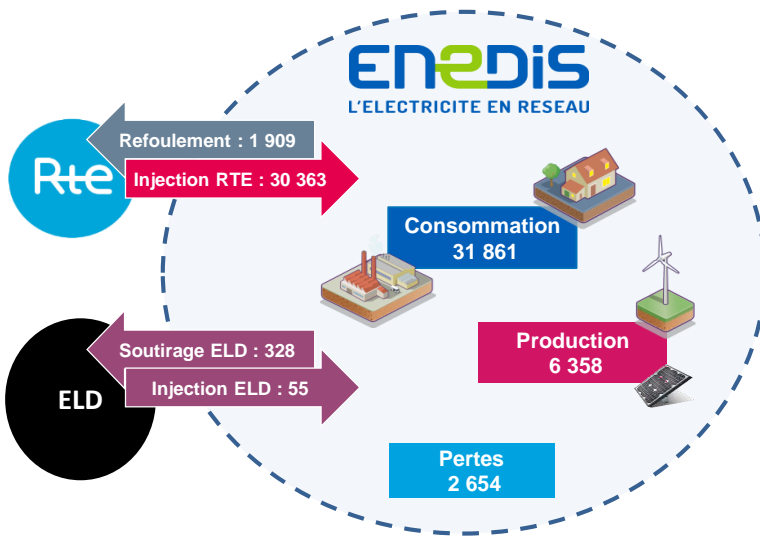 ENEDIS
L'ELECTRICITE EN RESEAU
Refoulement : 1 909
Rte
Injection RTE : 30 363
Consommation
31 861
Soutirage ELD : 328
Production
6 358
Injection ELD : 55
ELD
Pertes
2 654